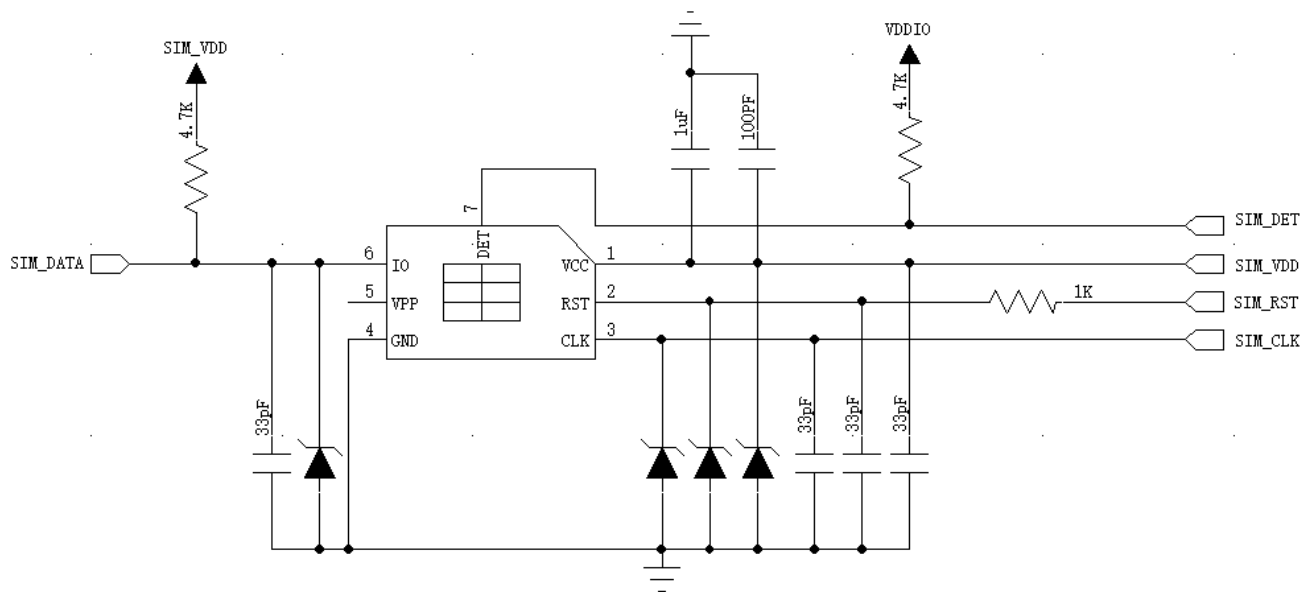 SIM_VDD
4.7K
VDDIO
4.7K
1uF
100PF
7
DET
SIM_DET
SIM_DATA
6
IO
VCC
1
SIM_VDD
5
VPP
RST
2
1K
SIM_RST
4
GND
CLK
3
SIM_CLK
33pF
33pF
33pF
33pF